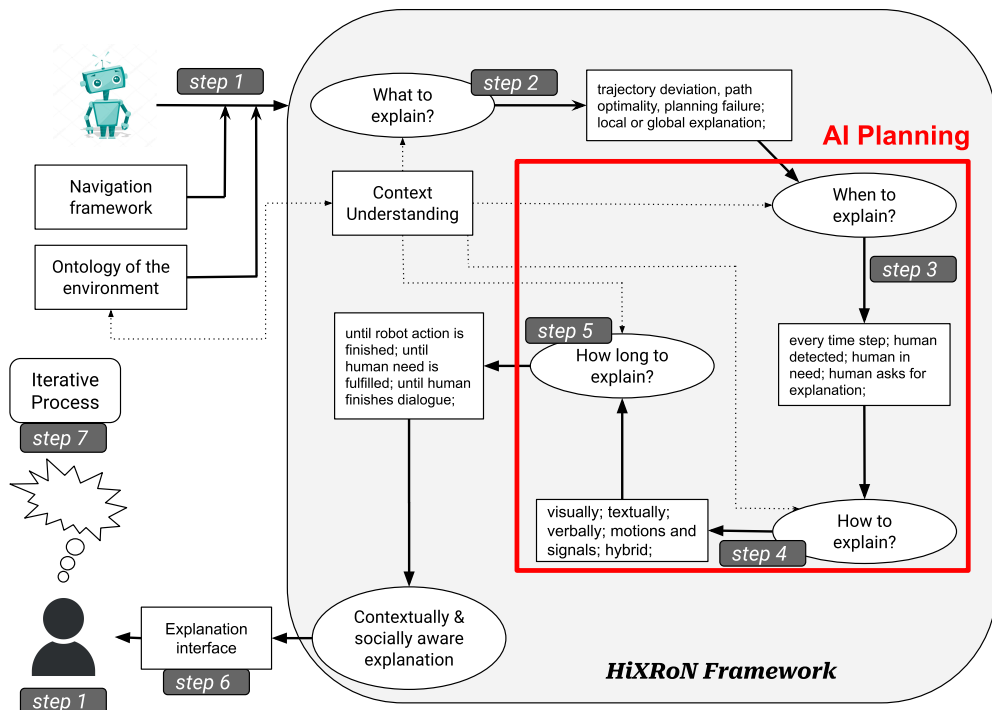 step 1
What to
explain?
step 2
trajectory deviation, path
optimality, planning failure;
local or global explanation;
AI Planning
Navigation
framework
Context
Understanding
When to
explain?
Ontology of the
environment
step 3
step 5
How long to
explain?
until robot action is
finished; until
human need is
fulfilled; until human
finishes dialogue;
every time step; human
detected; human in
need; human asks for
explanation;
Iterative
Process
step 7
visually; textually;
verbally; motions and
signals; hybrid;
How to
explain?
step 4
Contextually &
socially aware
explanation
Explanation
interface
step 6
step 1
HiXRoN Framework